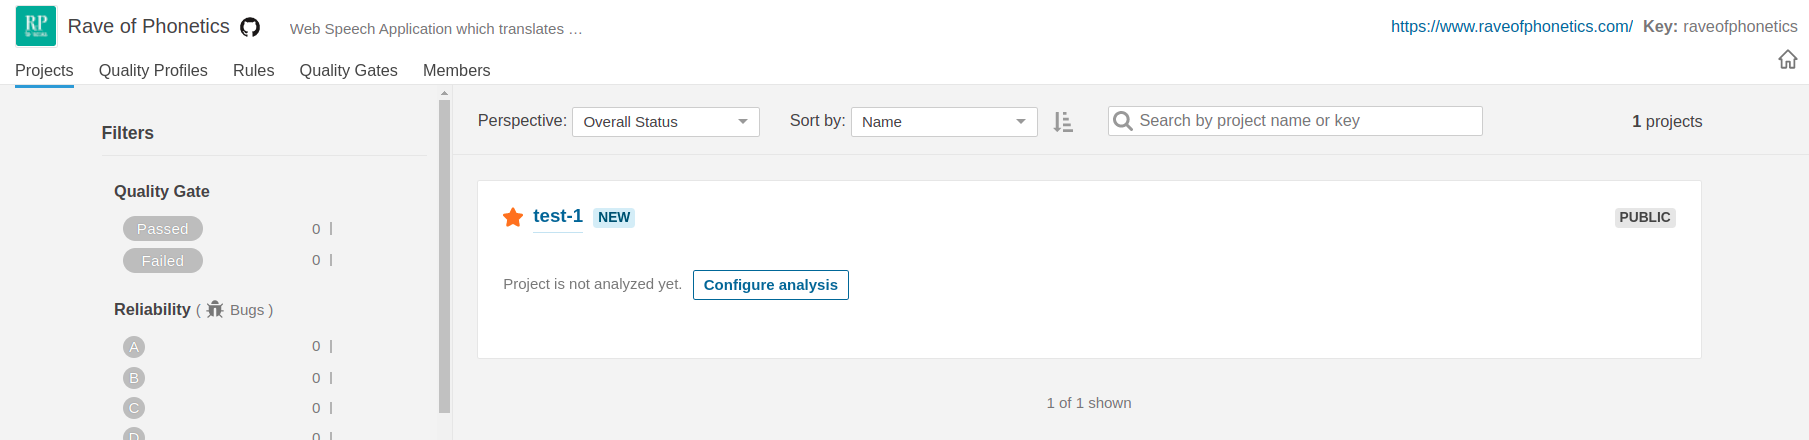 RP
Rave of Phonetics
Web Speech Application which translates …
https://www.raveofphonetics.com/ Key: raveofphonetics
Projects Quality Profiles Rules Quality Gates Members
Filters
Quality Gate
Passed 0
Failed 0
Reliability ( Bugs )
A 0
B 0
C 0
D 0
Perspective: Overall Status Sort by: Name Search by project name or key 1 projects
test-1 NEW PUBLIC
Project is not analyzed yet. Configure analysis
1 of 1 shown